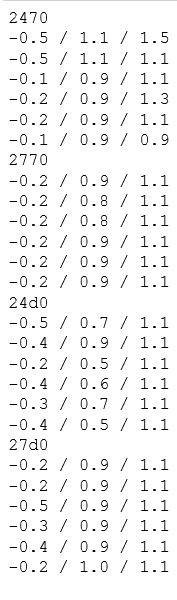 2470
-0.5 / 1.1 / 1.5
-0.5 / 1.1 / 1.1
-0.1 / 0.9 / 1.1
-0.2 / 0.9 / 1.3
-0.2 / 0.9 / 1.1
-0.1 / 0.9 / 0.9
2770
-0.2 / 0.9 / 1.1
-0.2 / 0.8 / 1.1
-0.2 / 0.8 / 1.1
-0.2 / 0.9 / 1.1
-0.2 / 0.9 / 1.1
-0.2 / 0.9 / 1.1
24d0
-0.5 / 0.7 / 1.1
-0.4 / 0.9 / 1.1
-0.2 / 0.5 / 1.1
-0.4 / 0.6 / 1.1
-0.3 / 0.7 / 1.1
-0.4 / 0.5 / 1.1
27d0
-0.2 / 0.9 / 1.1
-0.2 / 0.9 / 1.1
-0.5 / 0.9 / 1.1
-0.3 / 0.9 / 1.1
-0.4 / 0.9 / 1.1
-0.2 / 1.0 / 1.1